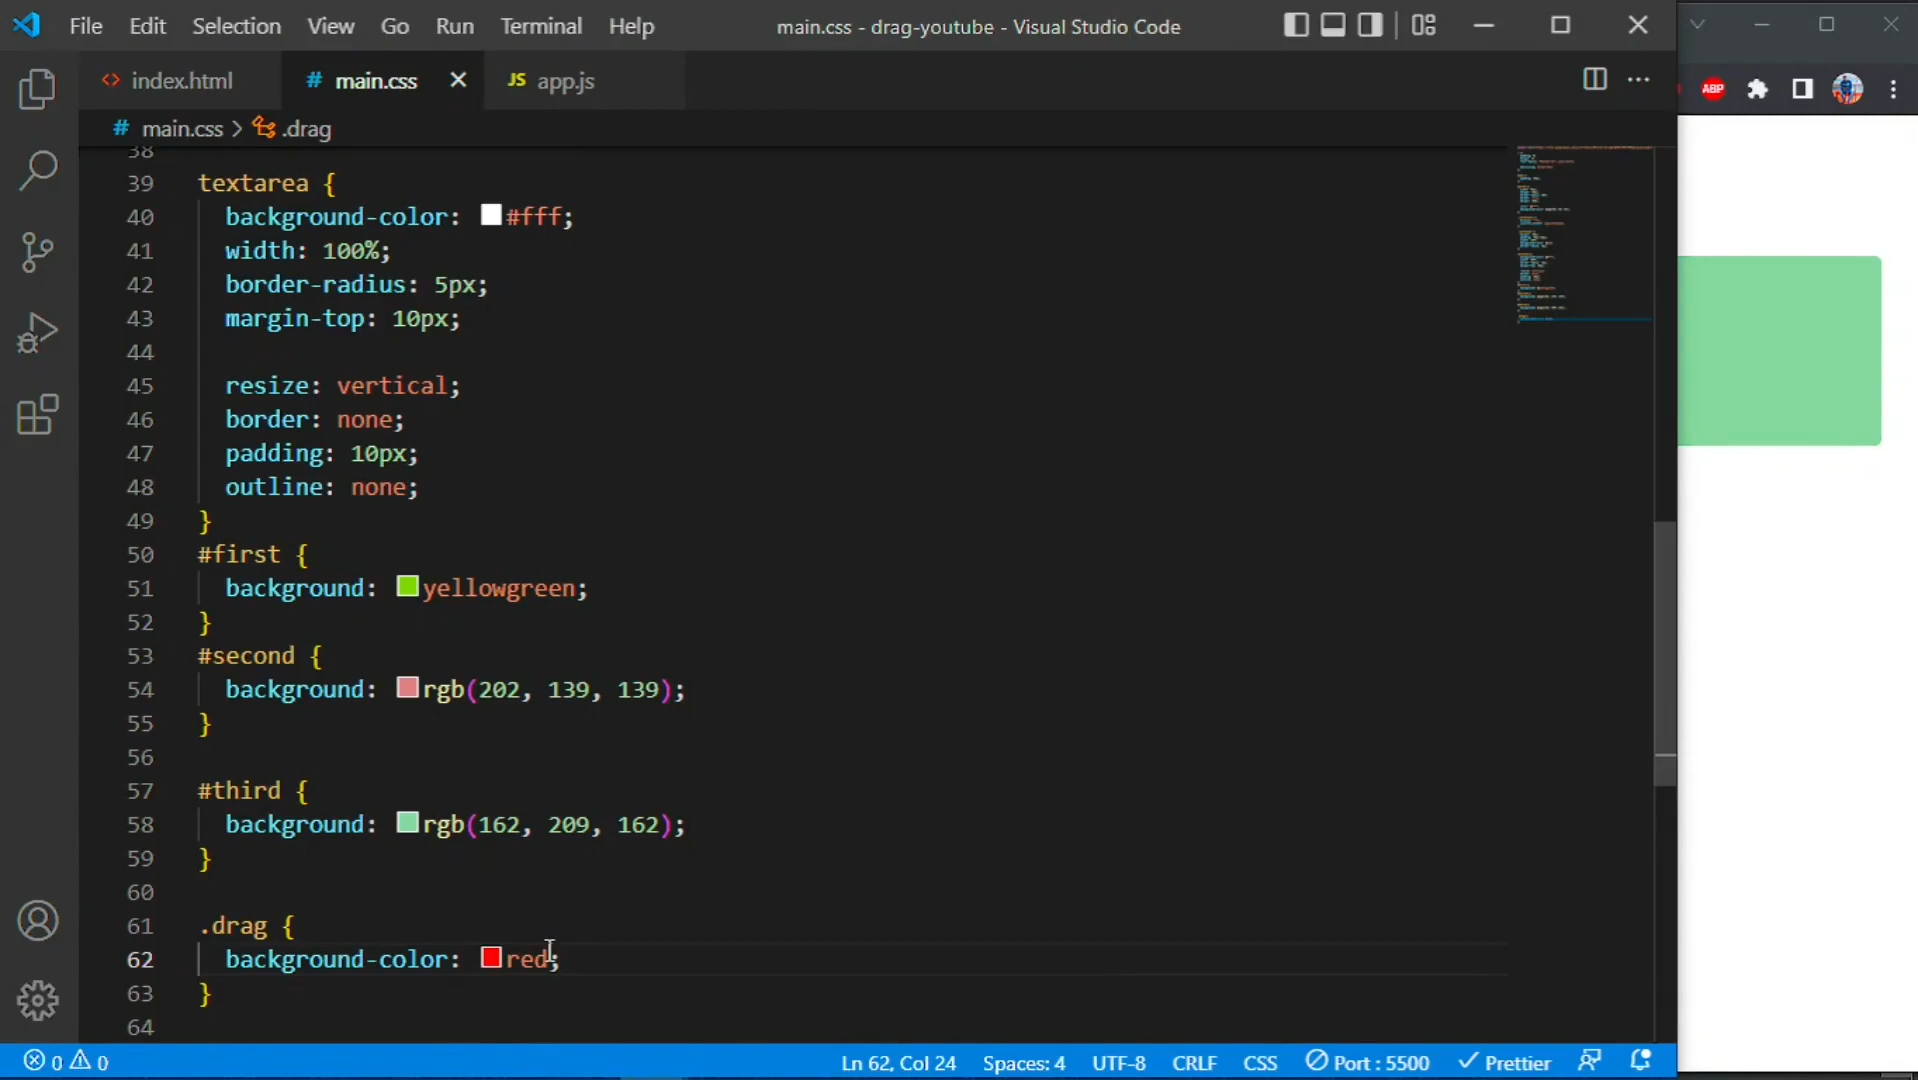 File Edit Selection View Go Run Terminal Help main.css - drag-youtube - Visual Studio Code
<> index.html # main.css JS app.js
ABP
# main.css > .drag
38
39 textarea {
40 background-color: #fff;
41 width: 100%;
42 border-radius: 5px;
43 margin-top: 10px;
44
45 resize: vertical;
46 border: none;
47 padding: 10px;
48 outline: none;
49 }
50 #first {
51 background: yellowgreen;
52 }
53 #second {
54 background: rgb(202, 139, 139);
55 }
56
57 #third {
58 background: rgb(162, 209, 162);
59 }
60
61 .drag {
62 background-color: red;
63 }
64
0 0 Ln 62, Col 24 Spaces: 4 UTF-8 CRLF CSS Port : 5500 Prettier